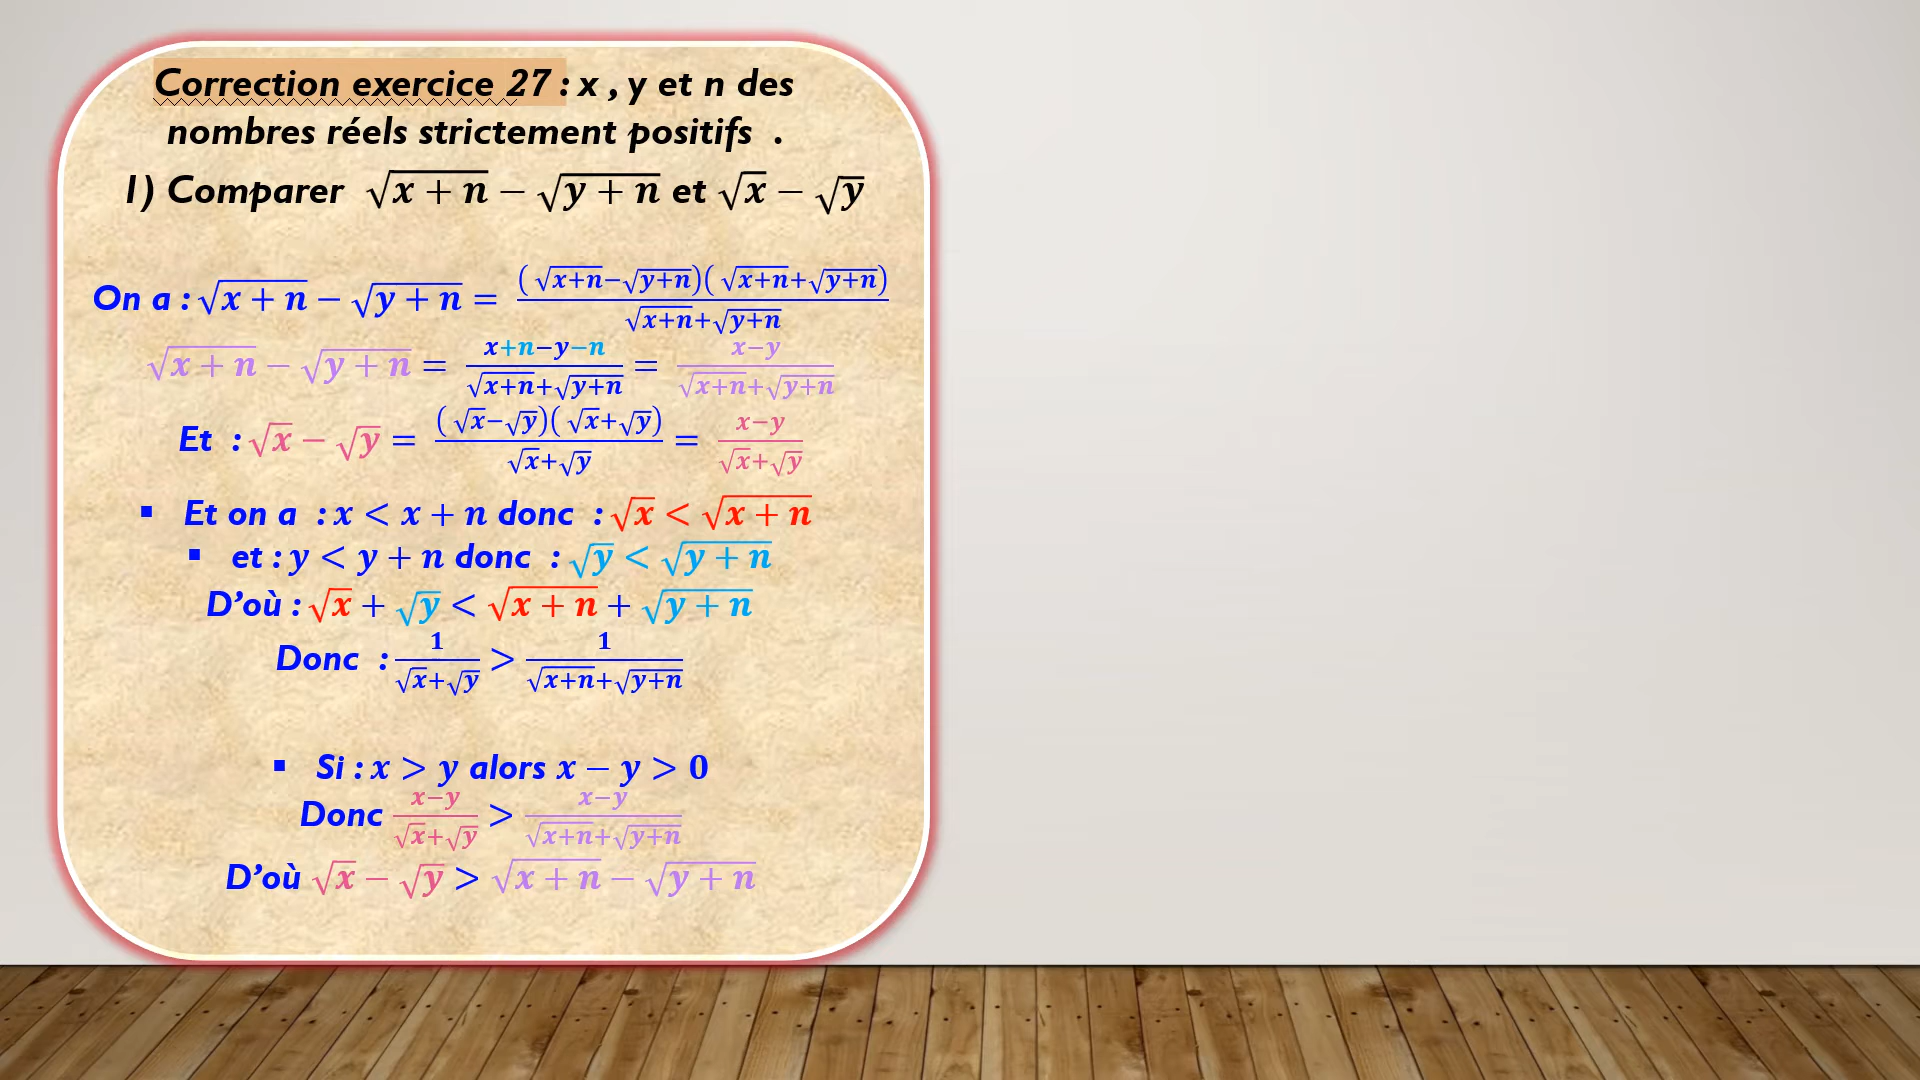 Correction exercice 27 : x , y et n des
nombres réels strictement positifs .
1) Comparer √(x + n) − √(y + n) et √x − √y
On a : √(x + n) − √(y + n) = ((√(x+n)−√(y+n))(√(x+n)+√(y+n)))/(√(x+n)+√(y+n))
√(x + n) − √(y + n) = (x+n−y−n)/(√(x+n)+√(y+n)) = (x−y)/(√(x+n)+√(y+n))
Et : √x − √y = ((√x−√y)(√x+√y))/(√x+√y) = (x−y)/(√x+√y)
▪ Et on a : x < x + n donc : √x < √(x + n)
▪ et : y < y + n donc : √y < √(y + n)
D’où : √x + √y < √(x + n) + √(y + n)
Donc : 1/(√x+√y) > 1/(√(x+n)+√(y+n))
▪ Si : x > y alors x − y > 0
Donc (x−y)/(√x+√y) > (x−y)/(√(x+n)+√(y+n))
D’où √x − √y > √(x + n) − √(y + n)